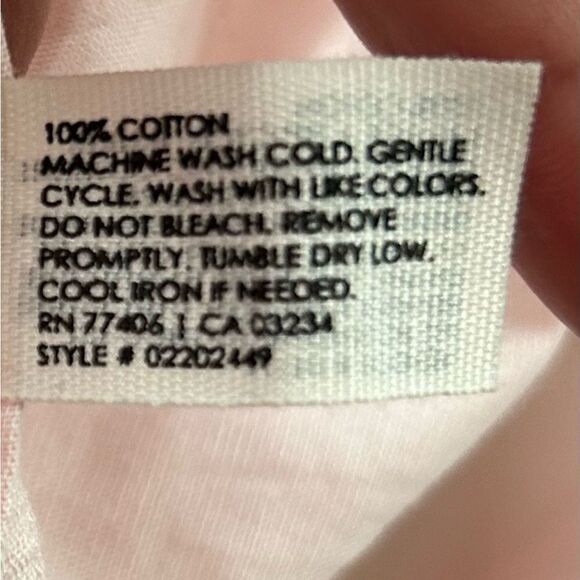 100% COTTON
MACHINE WASH COLD. GENTLE
CYCLE. WASH WITH LIKE COLORS.
DO NOT BLEACH. REMOVE
PROMPTLY. TUMBLE DRY LOW.
COOL IRON IF NEEDED.
RN 77406 | CA 03234
STYLE # 02202449